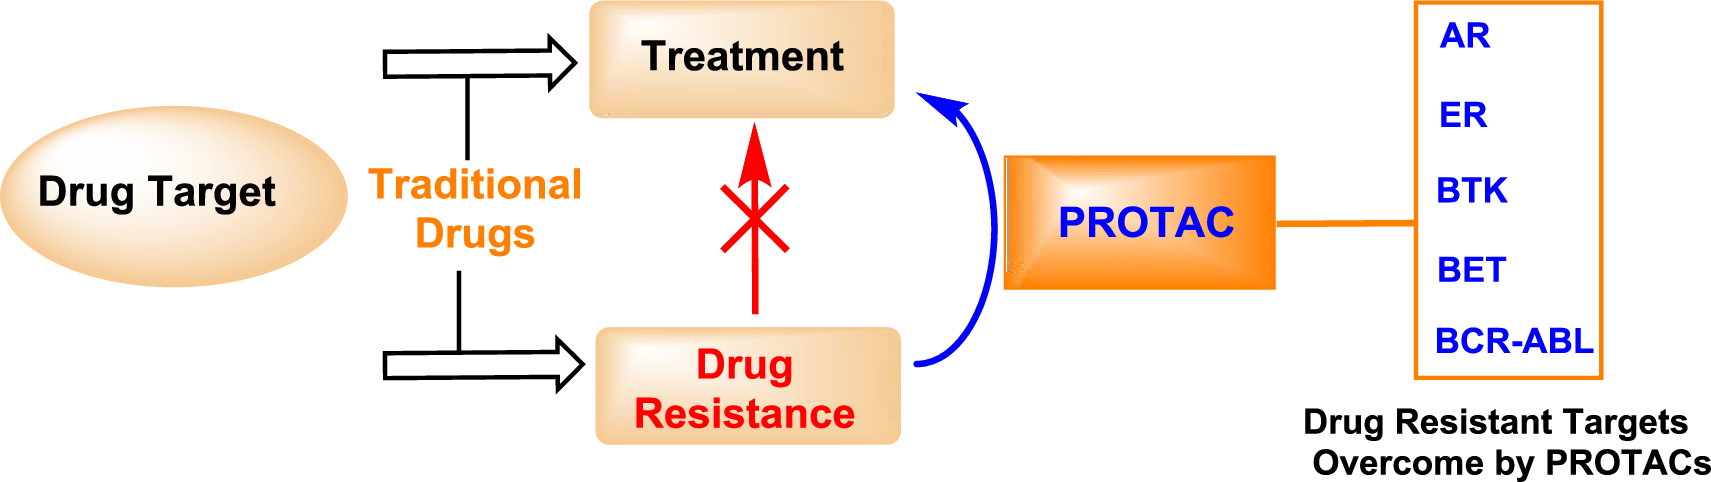 Drug Target
Traditional
Drugs
Treatment
Drug
Resistance
PROTAC
AR
ER
BTK
BET
BCR-ABL
Drug Resistant Targets
Overcome by PROTACs